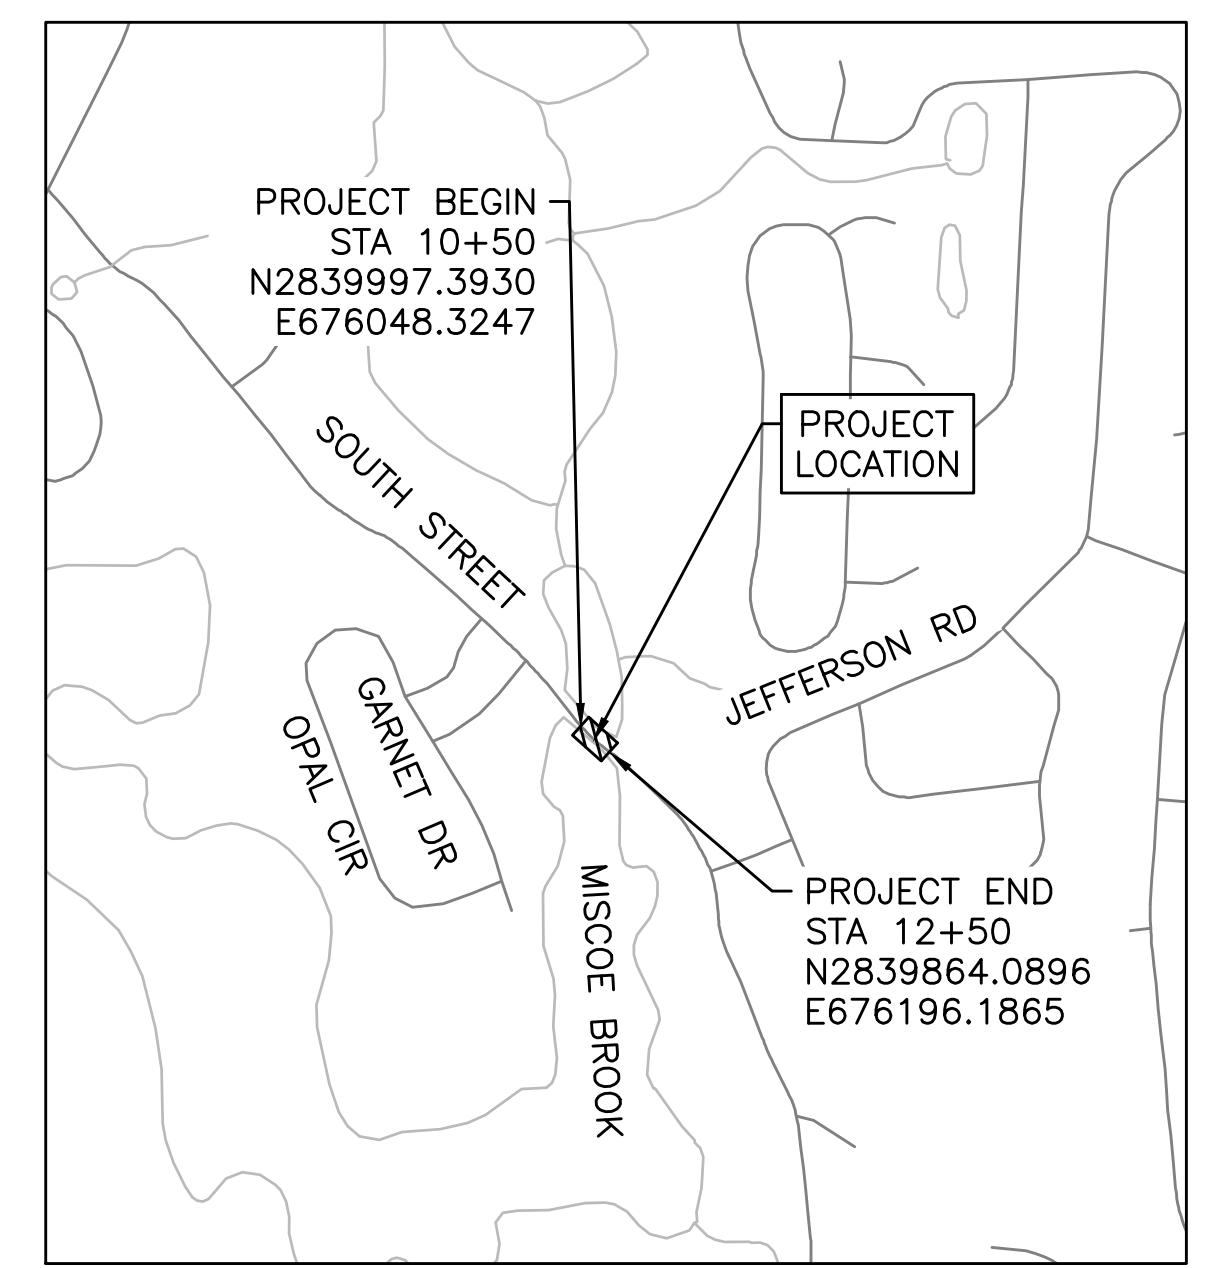 PROJECT BEGIN
STA 10+50
N2839997.3930
E676048.3247
PROJECT
LOCATION
SOUTH STREET
JEFFERSON RD
GARNET DR
OPAL CIR
MISCOE BROOK
PROJECT END
STA 12+50
N2839864.0896
E676196.1865